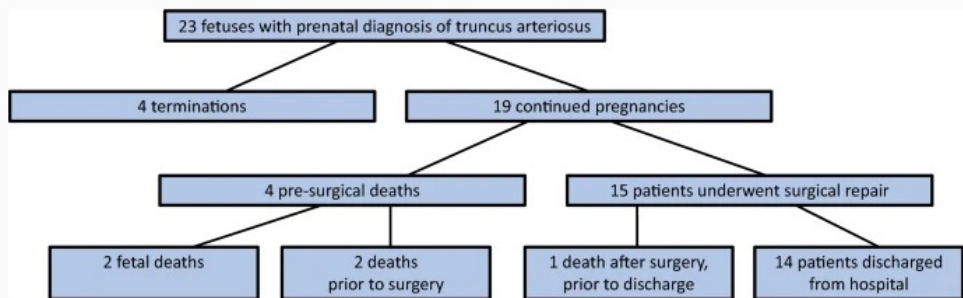 23 fetuses with prenatal diagnosis of truncus arteriosus
4 terminations
19 continued pregnancies
4 pre-surgical deaths
15 patients underwent surgical repair
2 fetal deaths
2 deaths
prior to surgery
1 death after surgery,
prior to discharge
14 patients discharged
from hospital